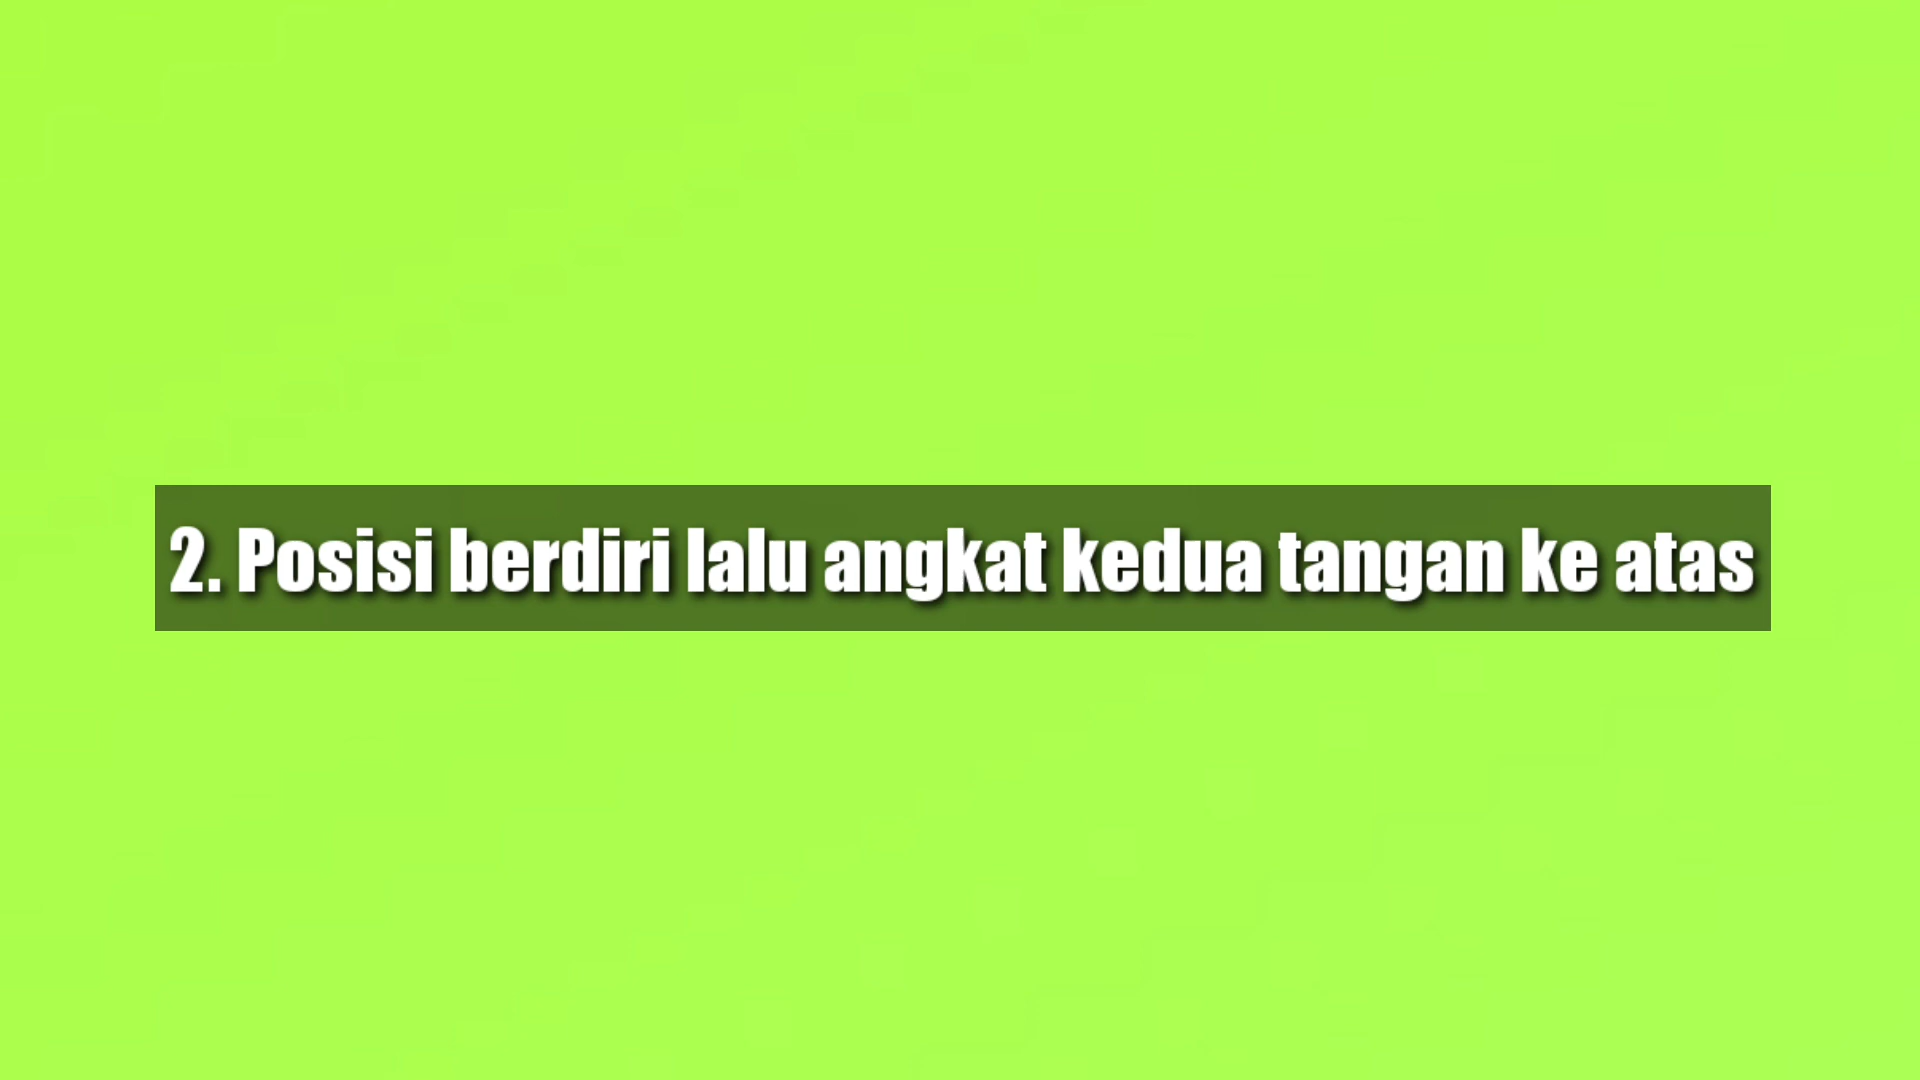 2. Posisi berdiri lalu angkat kedua tangan ke atas